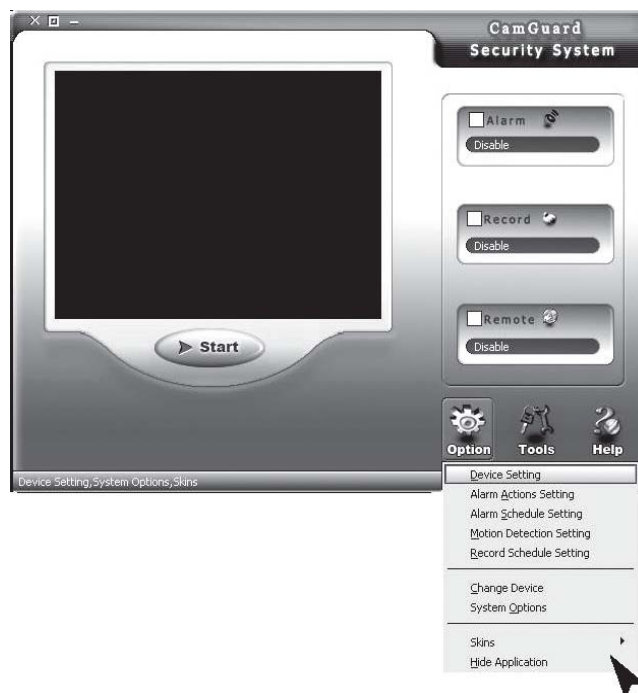 CamGuard
Security System
Alarm
Disable
Record
Disable
Remote
Disable
Start
Option Tools Help
Device Setting,System Options,Skins
Device Setting
Alarm Actions Setting
Alarm Schedule Setting
Motion Detection Setting
Record Schedule Setting
Change Device
System Options
Skins
Hide Application